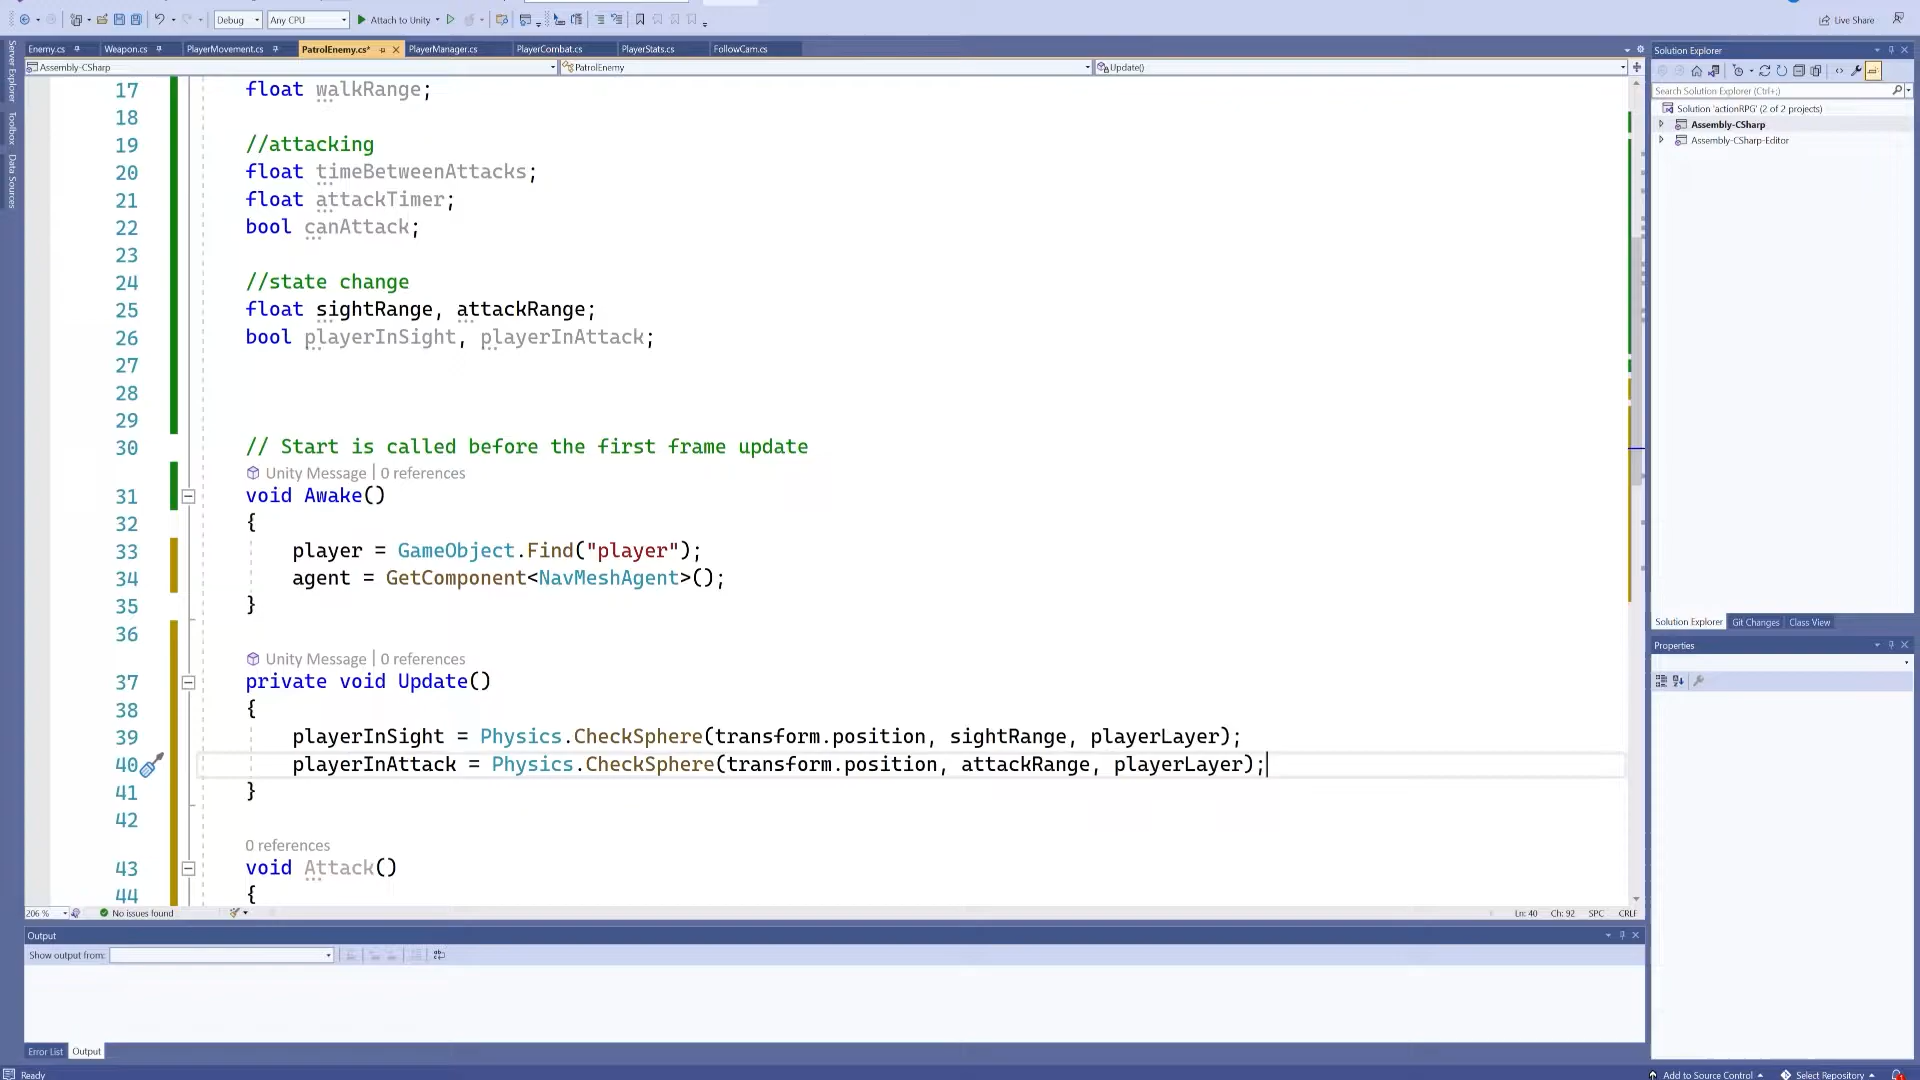 Debug
Any CPU
Attach to Unity
Live Share
Enemy.cs
Weapon.cs
PlayerMovement.cs
PatrolEnemy.cs*
PlayerManager.cs
PlayerCombat.cs
PlayerStats.cs
FollowCam.cs
Assembly-CSharp
PatrolEnemy
Update()
Server Explorer
Toolbox
Data Sources
17 float walkRange;
18
19 //attacking
20 float timeBetweenAttacks;
21 float attackTimer;
22 bool canAttack;
23
24 //state change
25 float sightRange, attackRange;
26 bool playerInSight, playerInAttack;
27
28
29
30 // Start is called before the first frame update
Unity Message | 0 references
31 void Awake()
32 {
33 player = GameObject.Find("player");
34 agent = GetComponent<NavMeshAgent>();
35 }
36
Unity Message | 0 references
37 private void Update()
38 {
39 playerInSight = Physics.CheckSphere(transform.position, sightRange, playerLayer);
40 playerInAttack = Physics.CheckSphere(transform.position, attackRange, playerLayer);
41 }
42
0 references
43 void Attack()
44 {
206 %
No issues found
Ln: 40 Ch: 92 SPC CRLF
Output
Show output from:
Error List
Output
Ready
Solution Explorer
Search Solution Explorer (Ctrl+;)
Solution 'actionRPG' (2 of 2 projects)
Assembly-CSharp
Assembly-CSharp-Editor
Solution Explorer
Git Changes
Class View
Properties
Add to Source Control
Select Repository